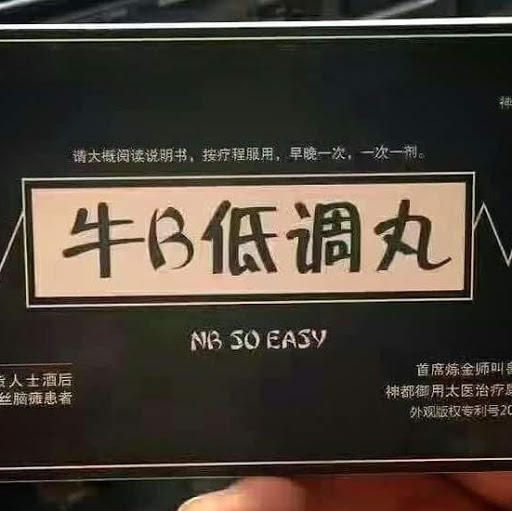 神
请大概阅读说明书，按疗程服用，早晚一次，一次一剂。
牛B低调丸
NB SO EASY
人士酒后
丝脑瘫患者
首席炼金师叫
神都御用太医治疗
外观版权专利号20